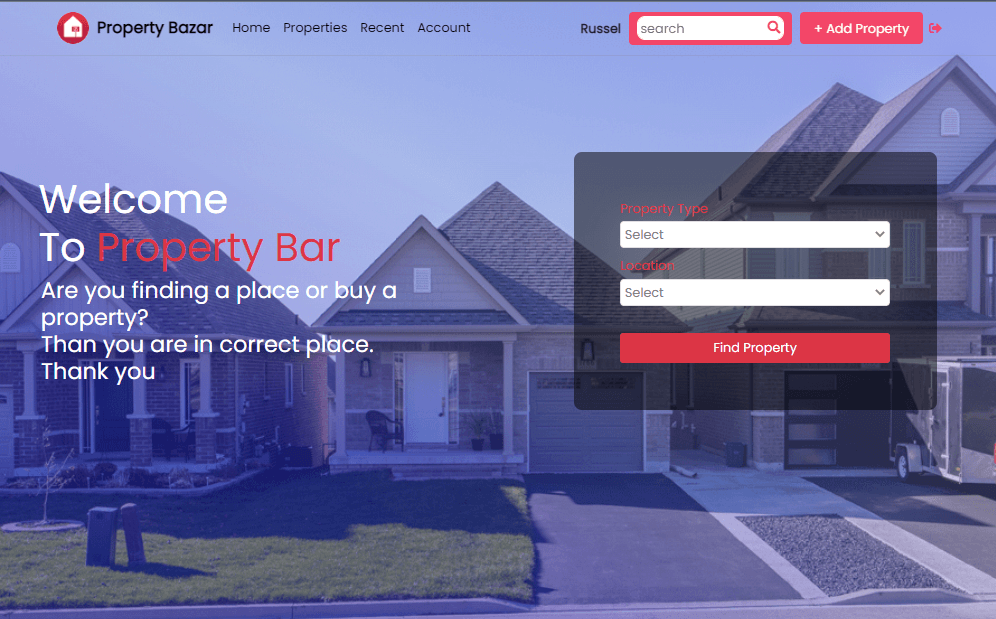 Property Bazar Home Properties Recent Account Russel search + Add Property
Welcome
To Property Bar
Are you finding a place or buy a
property?
Than you are in correct place.
Thank you
Property Type
Select
Location
Select
Find Property